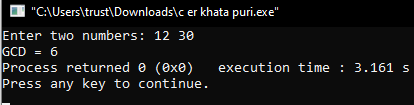 "C:\Users\trust\Downloads\c er khata puri.exe"
Enter two numbers: 12 30
GCD = 6
Process returned 0 (0x0)   execution time : 3.161 s
Press any key to continue.